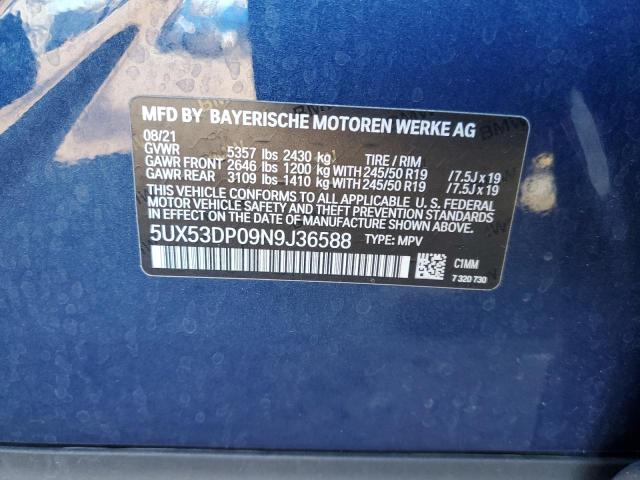 MFD BY BAYERISCHE MOTOREN WERKE AG
08/21
GVWR 5357 lbs 2430 kg TIRE / RIM
GAWR FRONT 2646 lbs 1200 kg WITH 245/50 R19 / 7.5J x 19
GAWR REAR 3109 lbs 1410 kg WITH 245/50 R19 / 7.5J x 19
THIS VEHICLE CONFORMS TO ALL APPLICABLE U. S. FEDERAL
MOTOR VEHICLE SAFETY AND THEFT PREVENTION STANDARDS
IN EFFECT ON THE DATE OF MANUFACTURE SHOWN ABOVE.
5UX53DP09N9J36588 TYPE: MPV
C1MM
7 320 730